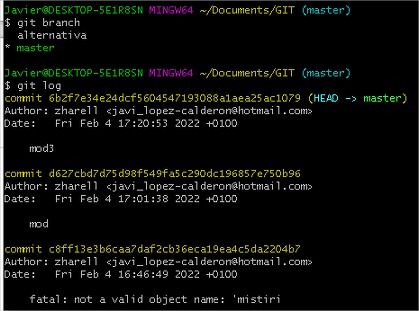 Javier@DESKTOP-5E1R8SN MINGW64 ~/Documents/GIT (master)
$ git branch
  alternativa
* master

Javier@DESKTOP-5E1R8SN MINGW64 ~/Documents/GIT (master)
$ git log
commit 6b2f7e34e24dcf5604547193088a1aea25ac1079 (HEAD -> master)
Author: zharell <javi_lopez-calderon@hotmail.com>
Date:   Fri Feb 4 17:20:53 2022 +0100

    mod3

commit d627cbd7d75d98f549fa5c290dc196857e750b96
Author: zharell <javi_lopez-calderon@hotmail.com>
Date:   Fri Feb 4 17:01:38 2022 +0100

    mod

commit c8ff13e3b6caa7daf2cb36eca19ea4c5da2204b7
Author: zharell <javi_lopez-calderon@hotmail.com>
Date:   Fri Feb 4 16:46:49 2022 +0100

    fatal: not a valid object name: 'mistiri